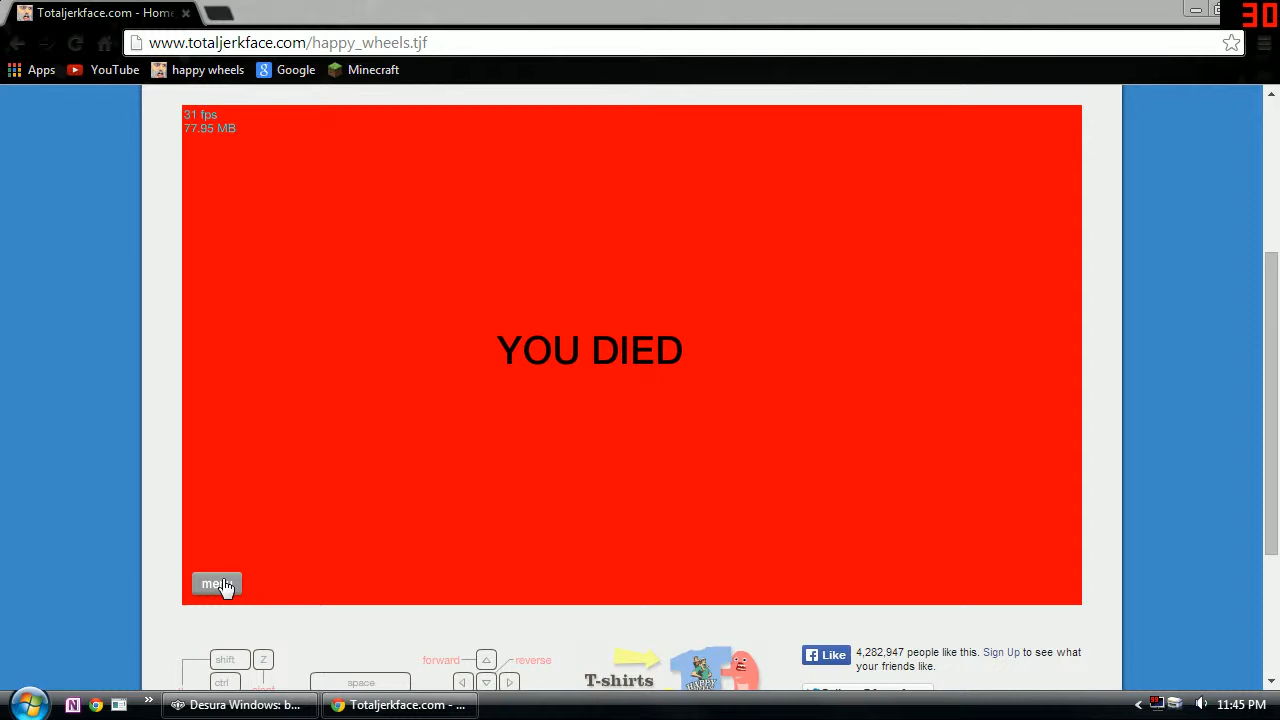 Totaljerkface.com - Home
30
www.totaljerkface.com/happy_wheels.tjf
Apps YouTube happy wheels Google Minecraft
31 fps
77.95 MB
YOU DIED
shift Z
forward reverse
Like 4,282,947 people like this. Sign Up to see what
your friends like.
ctrl space
T-shirts
Desura Windows: b... Totaljerkface.com - ... 11:45 PM